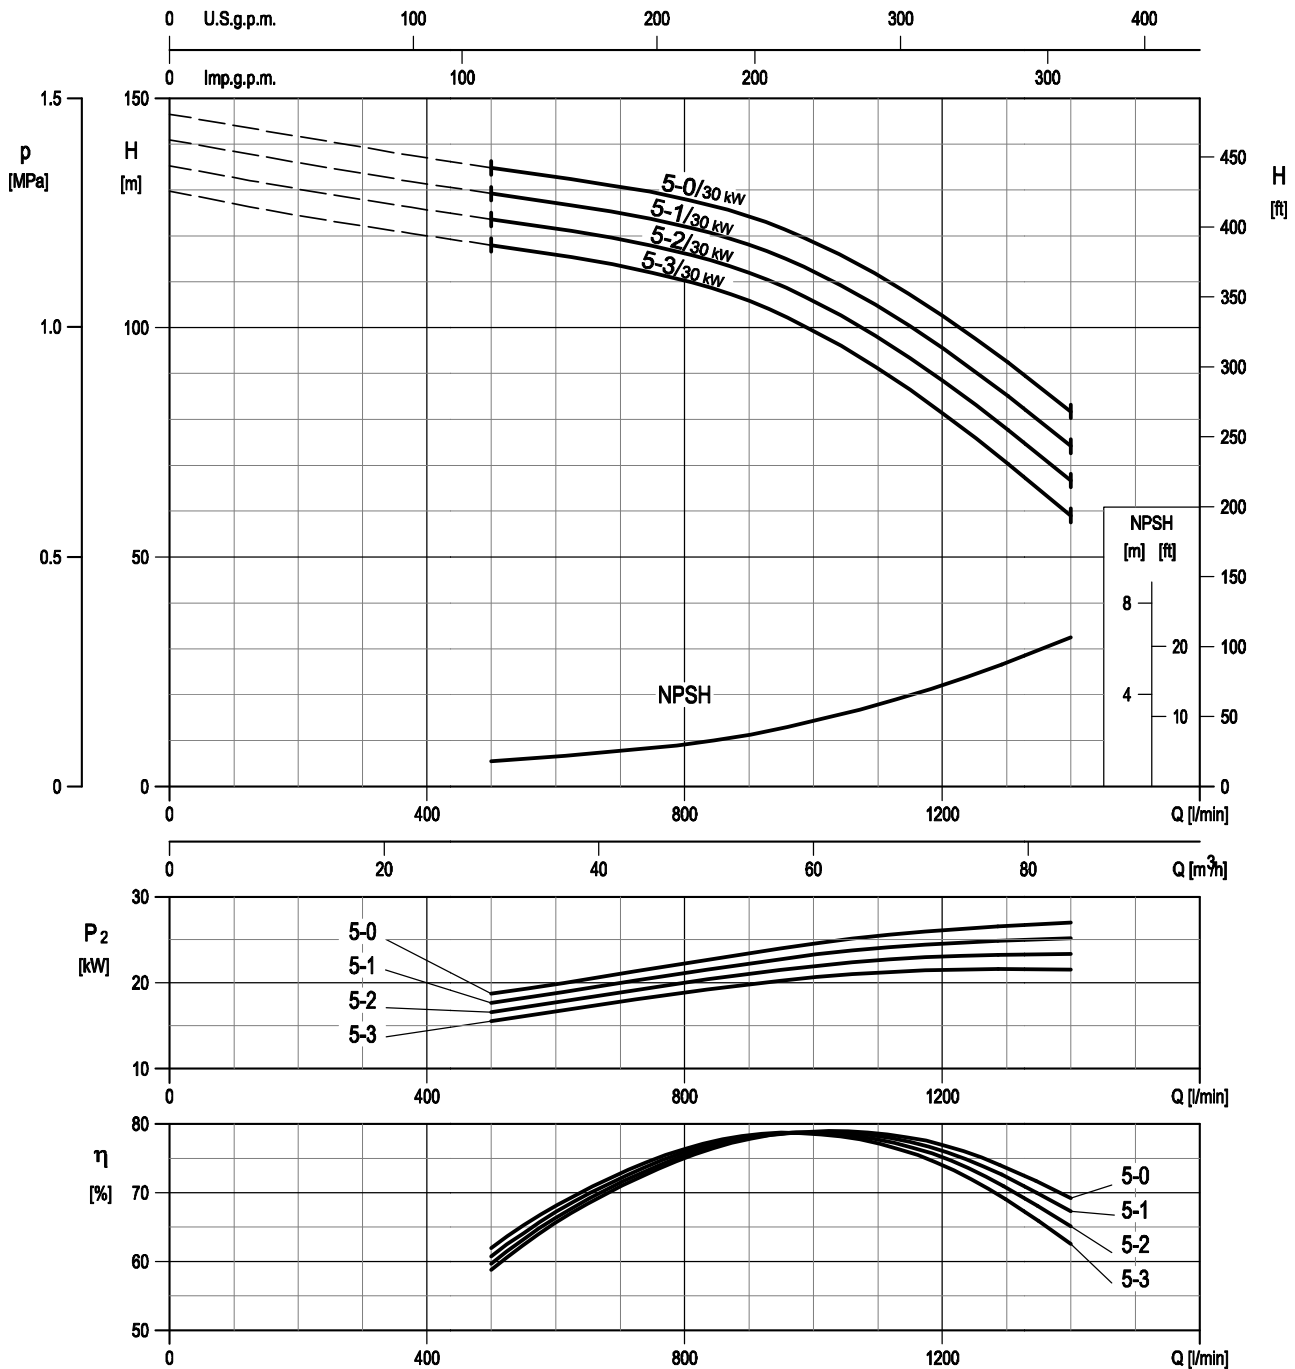 0 U.S.g.p.m. 100 200 300 400
0 Imp.g.p.m. 100 200 300
1.5 150
p H
[MPa] [m]
450
H
[ft]
5-0/30 kW
5-1/30 kW
400
5-2/30 kW
5-3/30 kW
350
1.0 100
300
250
200
NPSH
[m] [ft]
0.5 50
150
8
20 100
NPSH
4
10 50
0 0 0
0 400 800 1200 Q [l/min]
0 20 40 60 80 Q [m³/h]
30
P2
[kW]
5-0
5-1
20
5-2
5-3
10
0 400 800 1200 Q [l/min]
80
η
[%]
5-0
70
5-1
5-2
60
5-3
50
0 400 800 1200 Q [l/min]